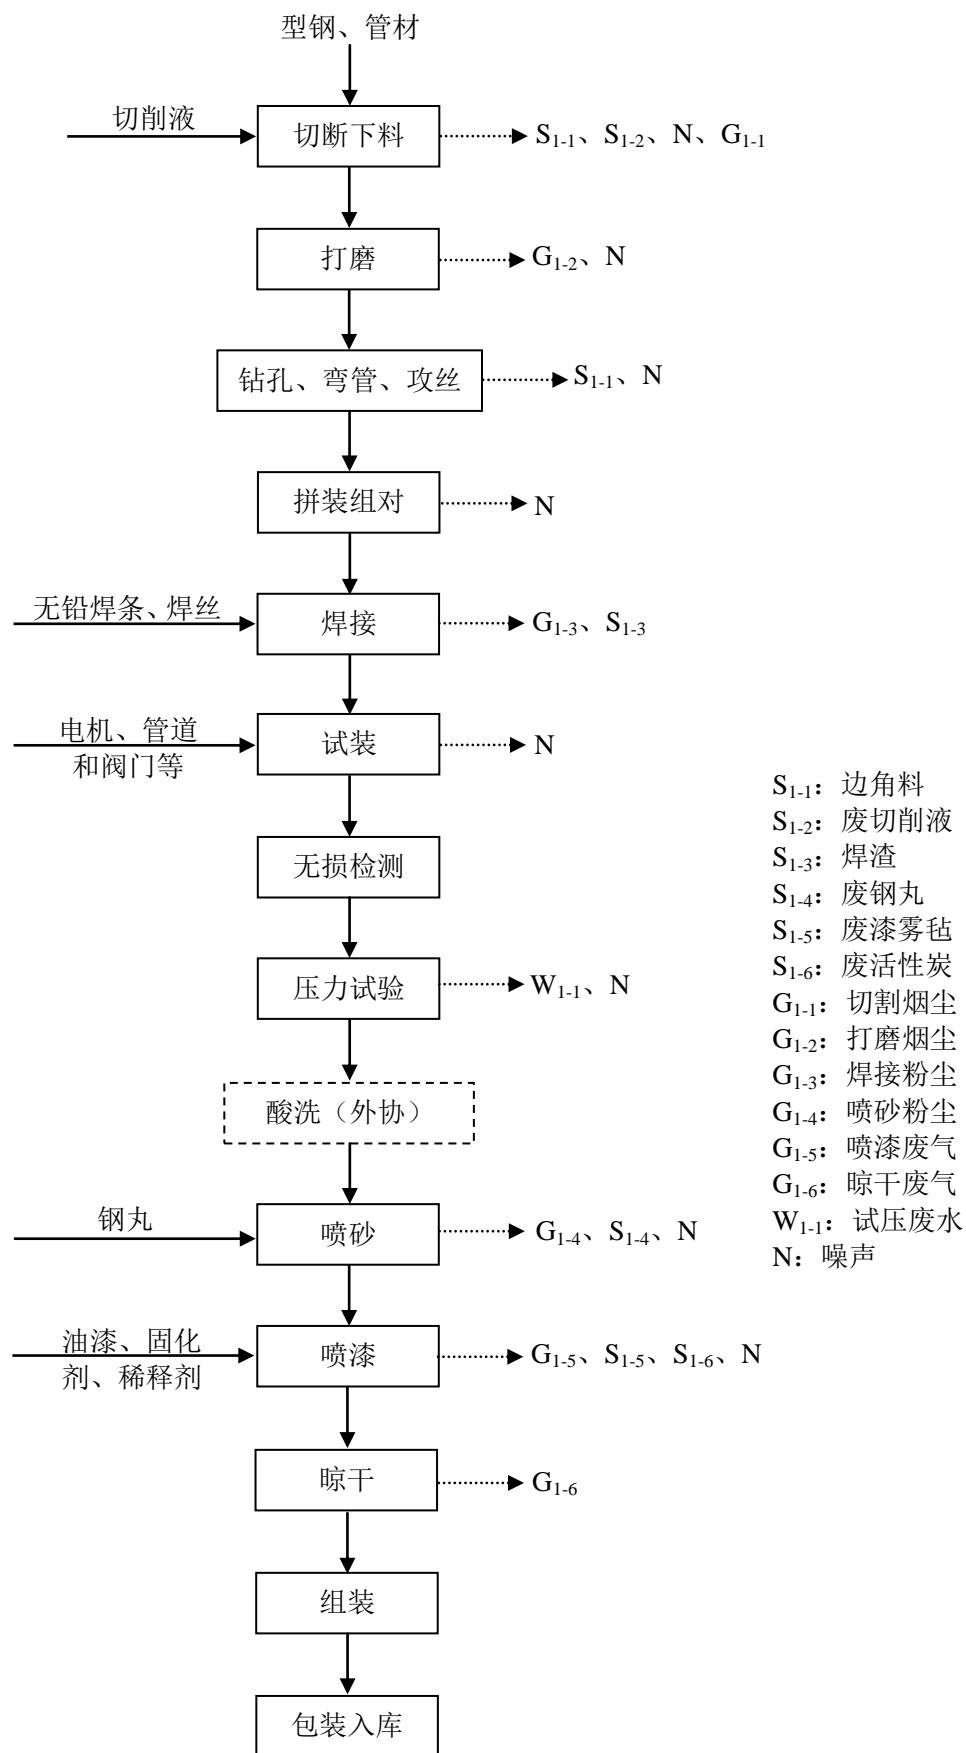 型钢、管材
切削液
切断下料
S1-1、S1-2、N、G1-1
打磨
G1-2、N
钻孔、弯管、攻丝
S1-1、N
拼装组对
N
无铅焊条、焊丝
焊接
G1-3、S1-3
电机、管道
和阀门等
试装
N
无损检测
压力试验
W1-1、N
酸洗（外协）
钢丸
喷砂
G1-4、S1-4、N
油漆、固化
剂、稀释剂
喷漆
G1-5、S1-5、S1-6、N
晾干
G1-6
组装
包装入库
S1-1：边角料
S1-2：废切削液
S1-3：焊渣
S1-4：废钢丸
S1-5：废漆雾毡
S1-6：废活性炭
G1-1：切割烟尘
G1-2：打磨烟尘
G1-3：焊接粉尘
G1-4：喷砂粉尘
G1-5：喷漆废气
G1-6：晾干废气
W1-1：试压废水
N：噪声